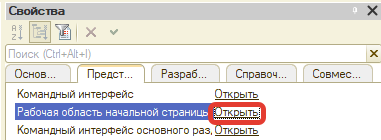 Свойства
Поиск (Ctrl+Alt+I)
Основ... Предст... Разраб... Справоч... Совмес...
Командный интерфейс Открыть
Рабочая область начальной страницы Открыть
Командный интерфейс основного раз, Открыть